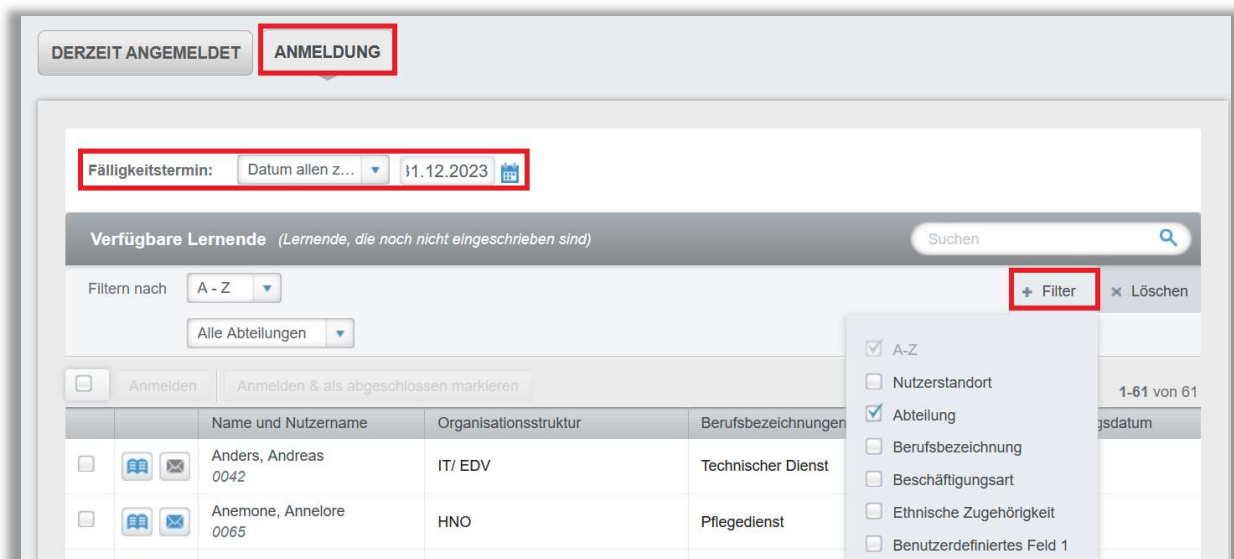 DERZEIT ANGEMELDET ANMELDUNG
Fälligkeitstermin: Datum allen z... 31.12.2023
Verfügbare Lernende (Lernende, die noch nicht eingeschrieben sind) Suchen
Filtern nach A - Z + Filter × Löschen
Alle Abteilungen
A-Z
Anmelden Anmelden & als abgeschlossen markieren Nutzerstandort 1-61 von 61
Abteilung
Name und Nutzername Organisationsstruktur Berufsbezeichnungen gsdatum
Berufsbezeichnung
Anders, Andreas
0042 IT/ EDV Technischer Dienst
Beschäftigungsart
Ethnische Zugehörigkeit
Anemone, Annelore
0065 HNO Pflegedienst
Benutzerdefiniertes Feld 1